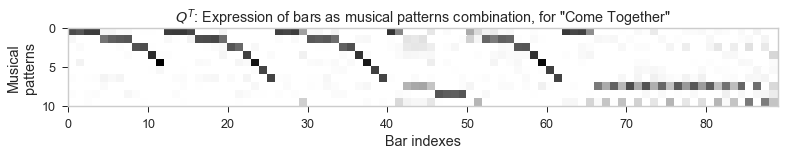 Q^T: Expression of bars as musical patterns combination, for "Come Together"
Musical
patterns
0
5
10
0 10 20 30 40 50 60 70 80
Bar indexes